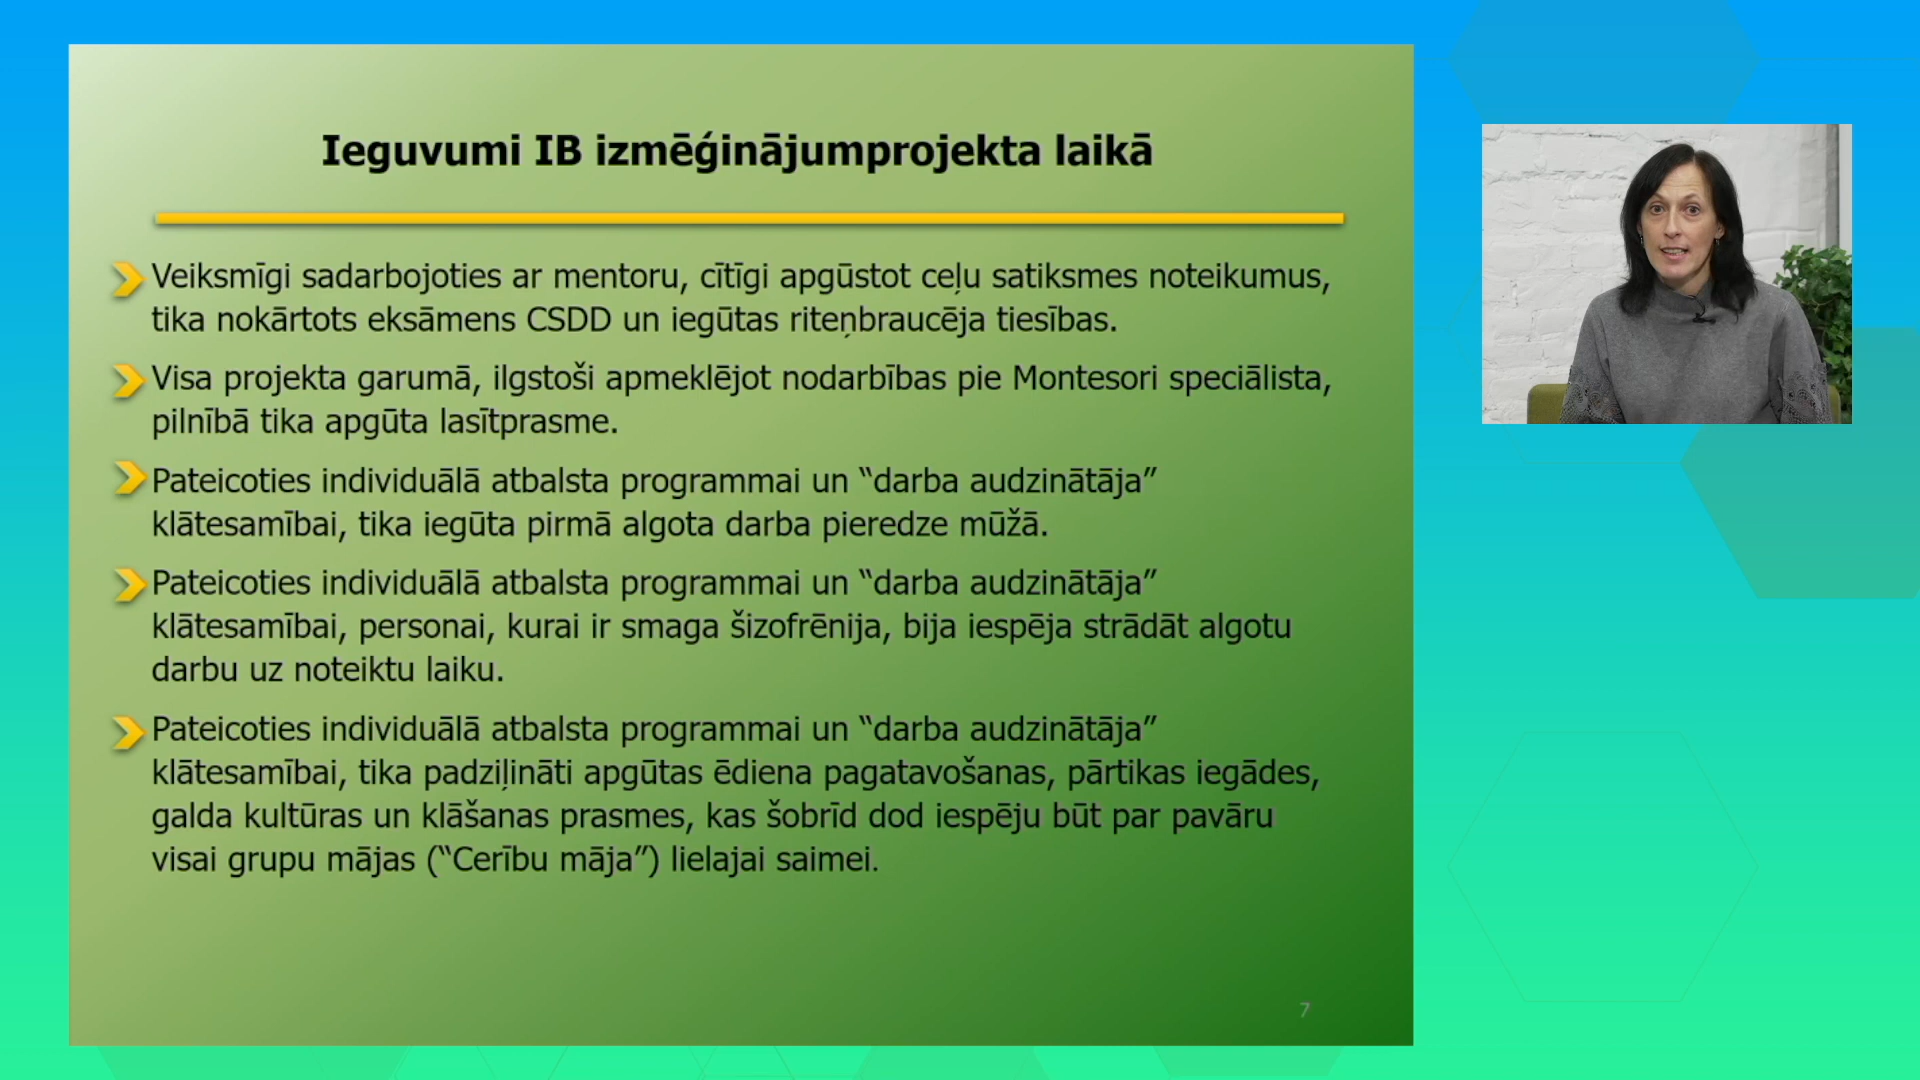 Ieguvumi IB izmēģinājumprojekta laikā
Veiksmīgi sadarbojoties ar mentoru, cītīgi apgūstot ceļu satiksmes noteikumus,
tika nokārtots eksāmens CSDD un iegūtas riteņbraucēja tiesības.
Visa projekta garumā, ilgstoši apmeklējot nodarbības pie Montesori speciālista,
pilnībā tika apgūta lasītprasme.
Pateicoties individuālā atbalsta programmai un “darba audzinātāja”
klātesamībai, tika iegūta pirmā algota darba pieredze mūžā.
Pateicoties individuālā atbalsta programmai un “darba audzinātāja”
klātesamībai, personai, kurai ir smaga šizofrēnija, bija iespēja strādāt algotu
darbu uz noteiktu laiku.
Pateicoties individuālā atbalsta programmai un “darba audzinātāja”
klātesamībai, tika padziļināti apgūtas ēdiena pagatavošanas, pārtikas iegādes,
galda kultūras un klāšanas prasmes, kas šobrīd dod iespēju būt par pavāru
visai grupu mājas (“Cerību māja”) lielajai saimei.
7